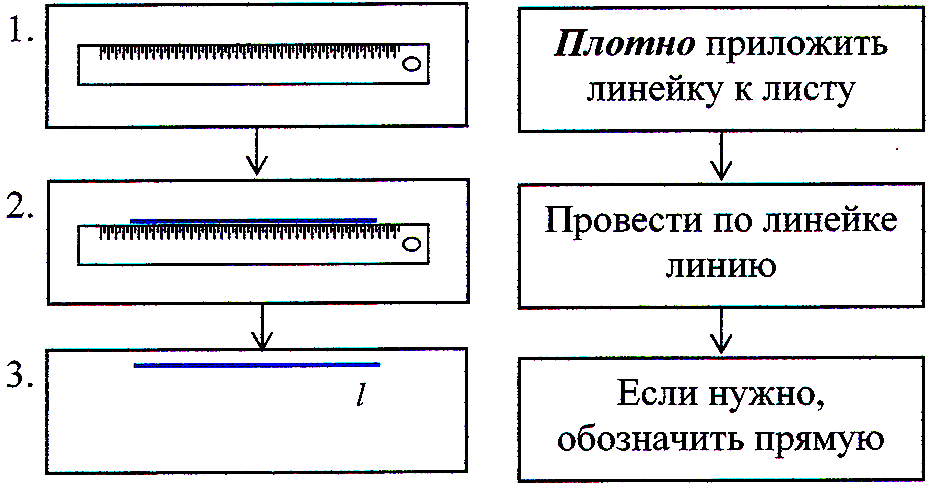 1.
Плотно приложить
линейку к листу
2.
Провести по линейке
линию
3.
l
Если нужно,
обозначить прямую